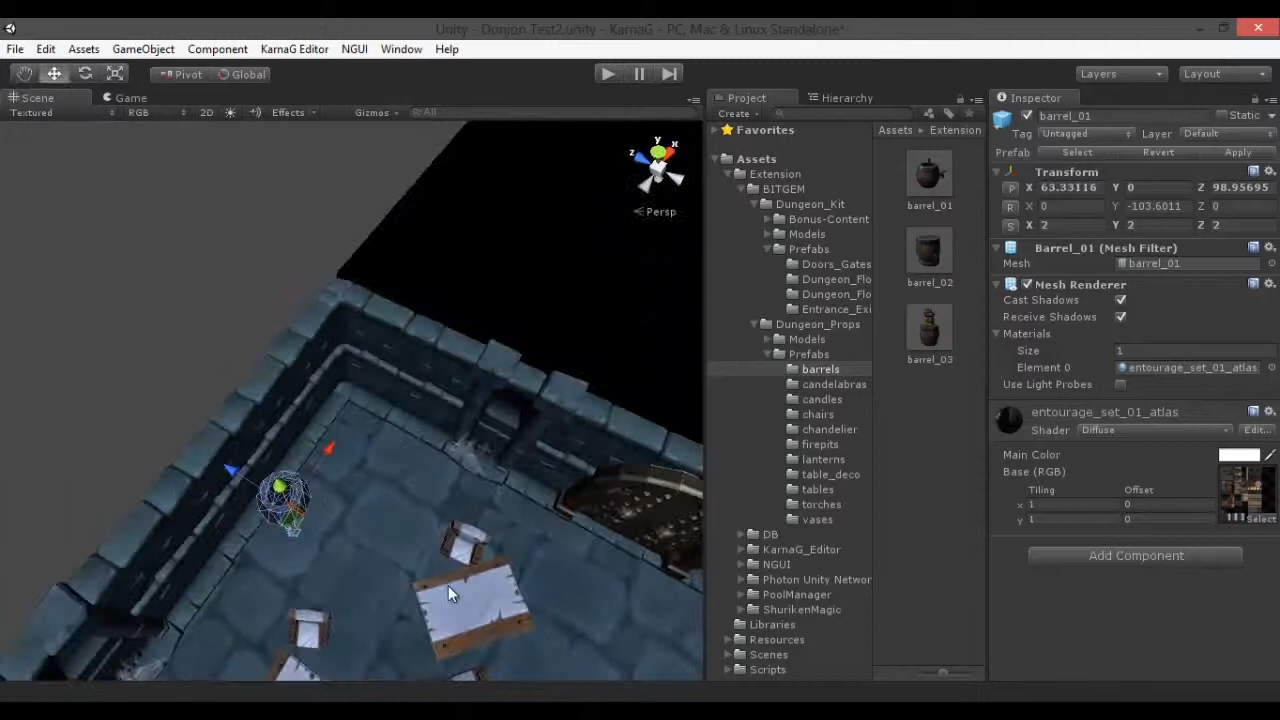 Unity - Donjon Test2.unity - KarnaG - PC, Mac & Linux Standalone*
File Edit Assets GameObject Component KarnaG Editor NGUI Window Help
Pivot Global Layers Layout
Scene Game
Textured RGB 2D Effects Gizmos All
y
x
z
Persp
Project Hierarchy
Create
Favorites
Assets
Extension
BITGEM
Dungeon_Kit
Bonus-Content
Models
Prefabs
Doors_Gates
Dungeon_Flo
Dungeon_Flo
Entrance_Exi
Dungeon_Props
Models
Prefabs
barrels
candelabras
candles
chairs
chandelier
firepits
lanterns
table_deco
tables
torches
vases
DB
KarnaG_Editor
NGUI
Photon Unity Networ
PoolManager
ShurikenMagic
Libraries
Resources
Scenes
Scripts
Assets Extension
barrel_01
barrel_02
barrel_03
Inspector
barrel_01 Static
Tag Untagged Layer Default
Prefab Select Revert Apply
Transform
P X 63.33116 Y 0 Z 98.95695
R X 0 Y -103.6011 Z 0
S X 2 Y 2 Z 2
Barrel_01 (Mesh Filter)
Mesh barrel_01
Mesh Renderer
Cast Shadows
Receive Shadows
Materials
Size 1
Element 0 entourage_set_01_atlas
Use Light Probes
entourage_set_01_atlas
Shader Diffuse Edit...
Main Color
Base (RGB)
Tiling Offset
x 1 0
y 1 0
Select
Add Component